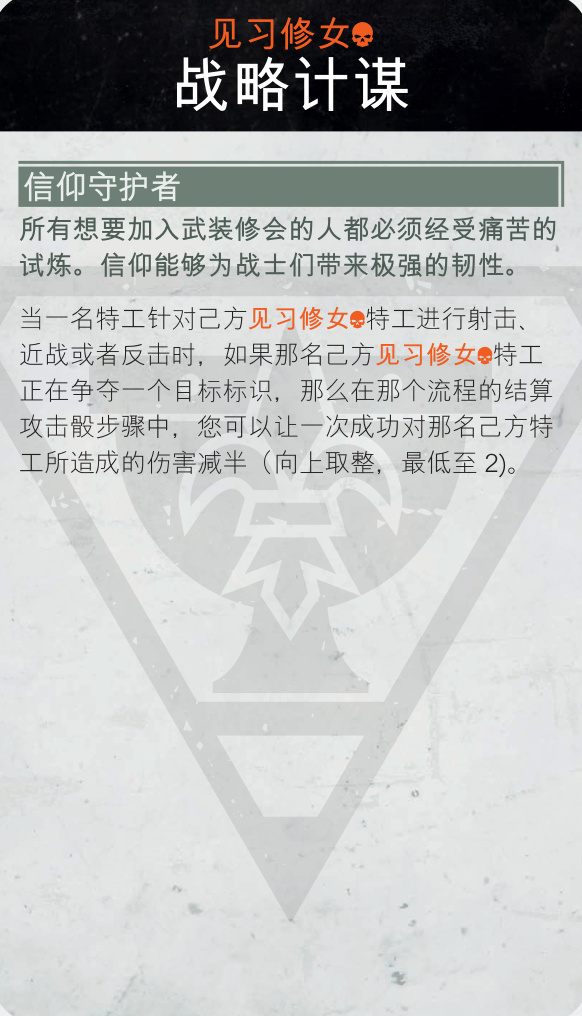 见习修女
战略计谋
信仰守护者
所有想要加入武装修会的人都必须经受痛苦的
试炼。信仰能够为战士们带来极强的韧性。
当一名特工针对己方见习修女特工进行射击、
近战或者反击时，如果那名己方见习修女特工
正在争夺一个目标标识，那么在那个流程的结算
攻击骰步骤中，您可以让一次成功对那名己方特
工所造成的伤害减半（向上取整，最低至 2)。